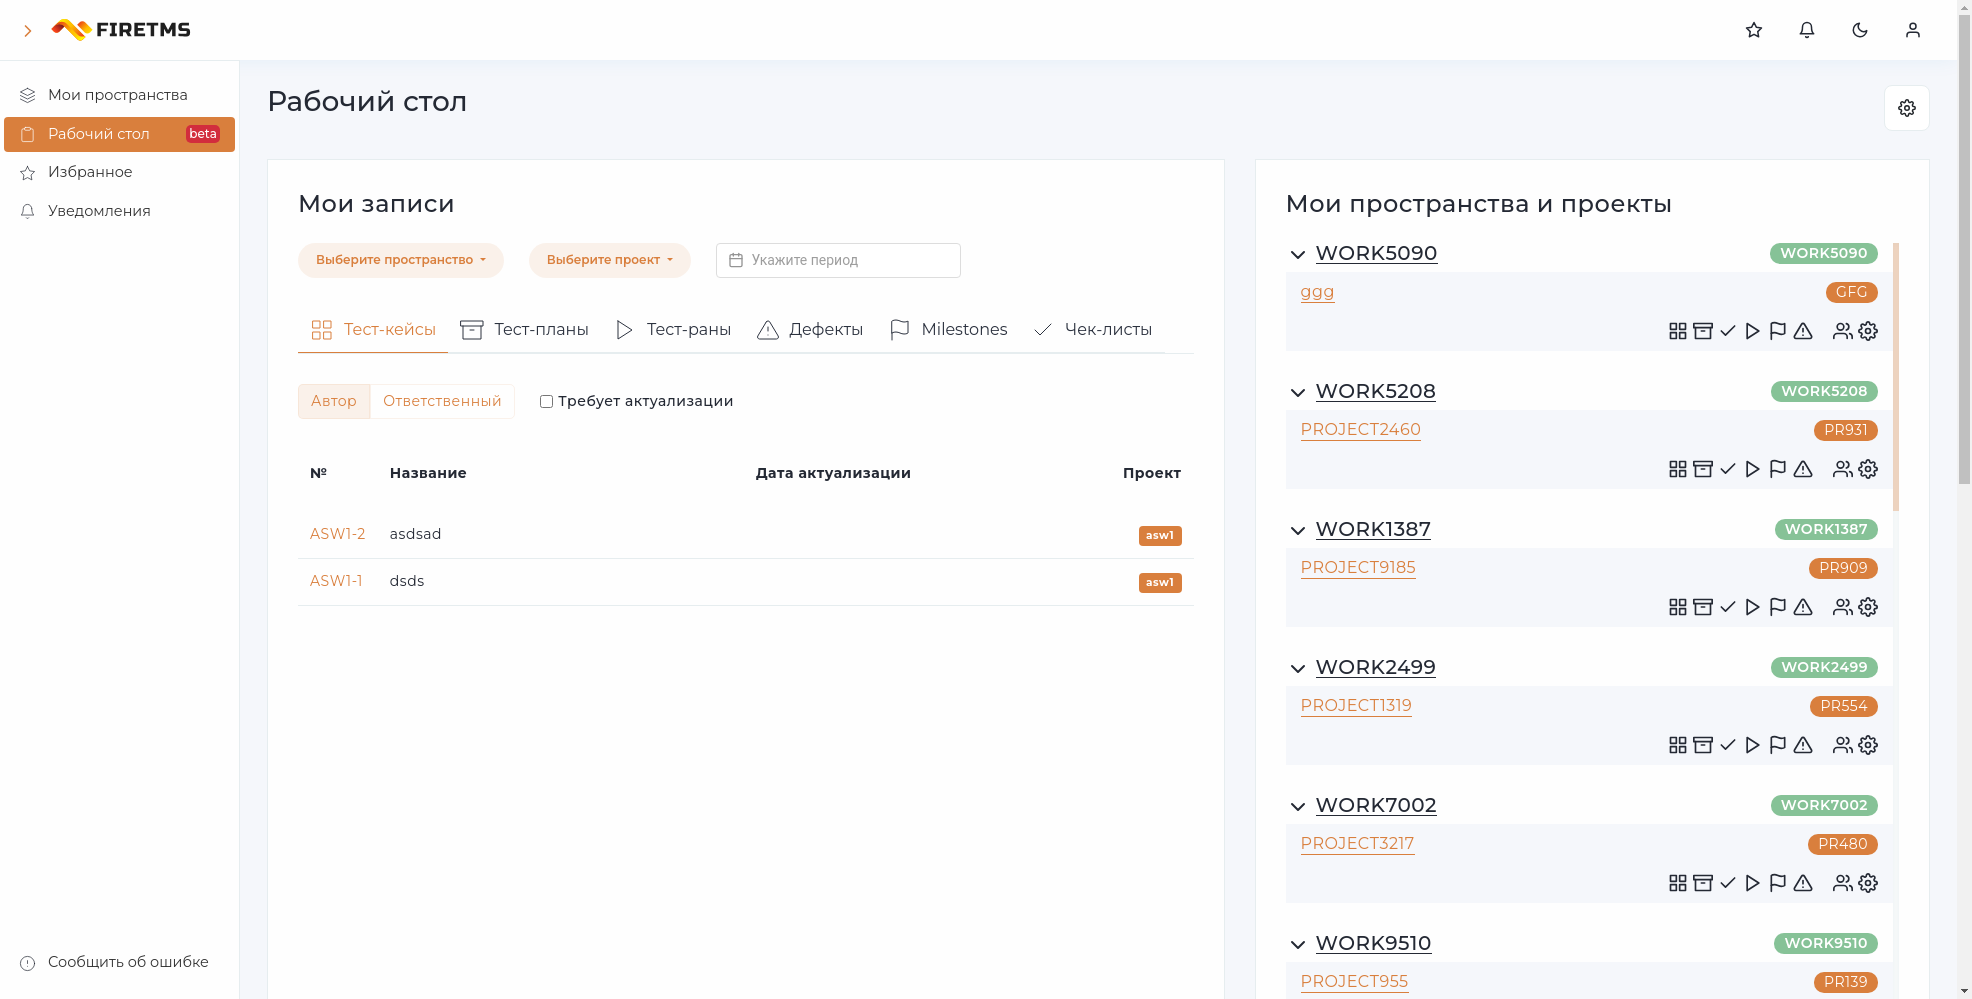 FIRETMS
Мои пространства
Рабочий стол beta
Избранное
Уведомления
Сообщить об ошибке
Рабочий стол
Мои записи
Выберите пространство Выберите проект Укажите период
Тест-кейсы Тест-планы Тест-раны Дефекты Milestones Чек-листы
Автор Ответственный Требует актуализации
№ Название Дата актуализации Проект
ASW1-2 asdsad asw1
ASW1-1 dsds asw1
Мои пространства и проекты
WORK5090 WORK5090
ggg GFG
WORK5208 WORK5208
PROJECT2460 PR931
WORK1387 WORK1387
PROJECT9185 PR909
WORK2499 WORK2499
PROJECT1319 PR554
WORK7002 WORK7002
PROJECT3217 PR480
WORK9510 WORK9510
PROJECT955 PR139